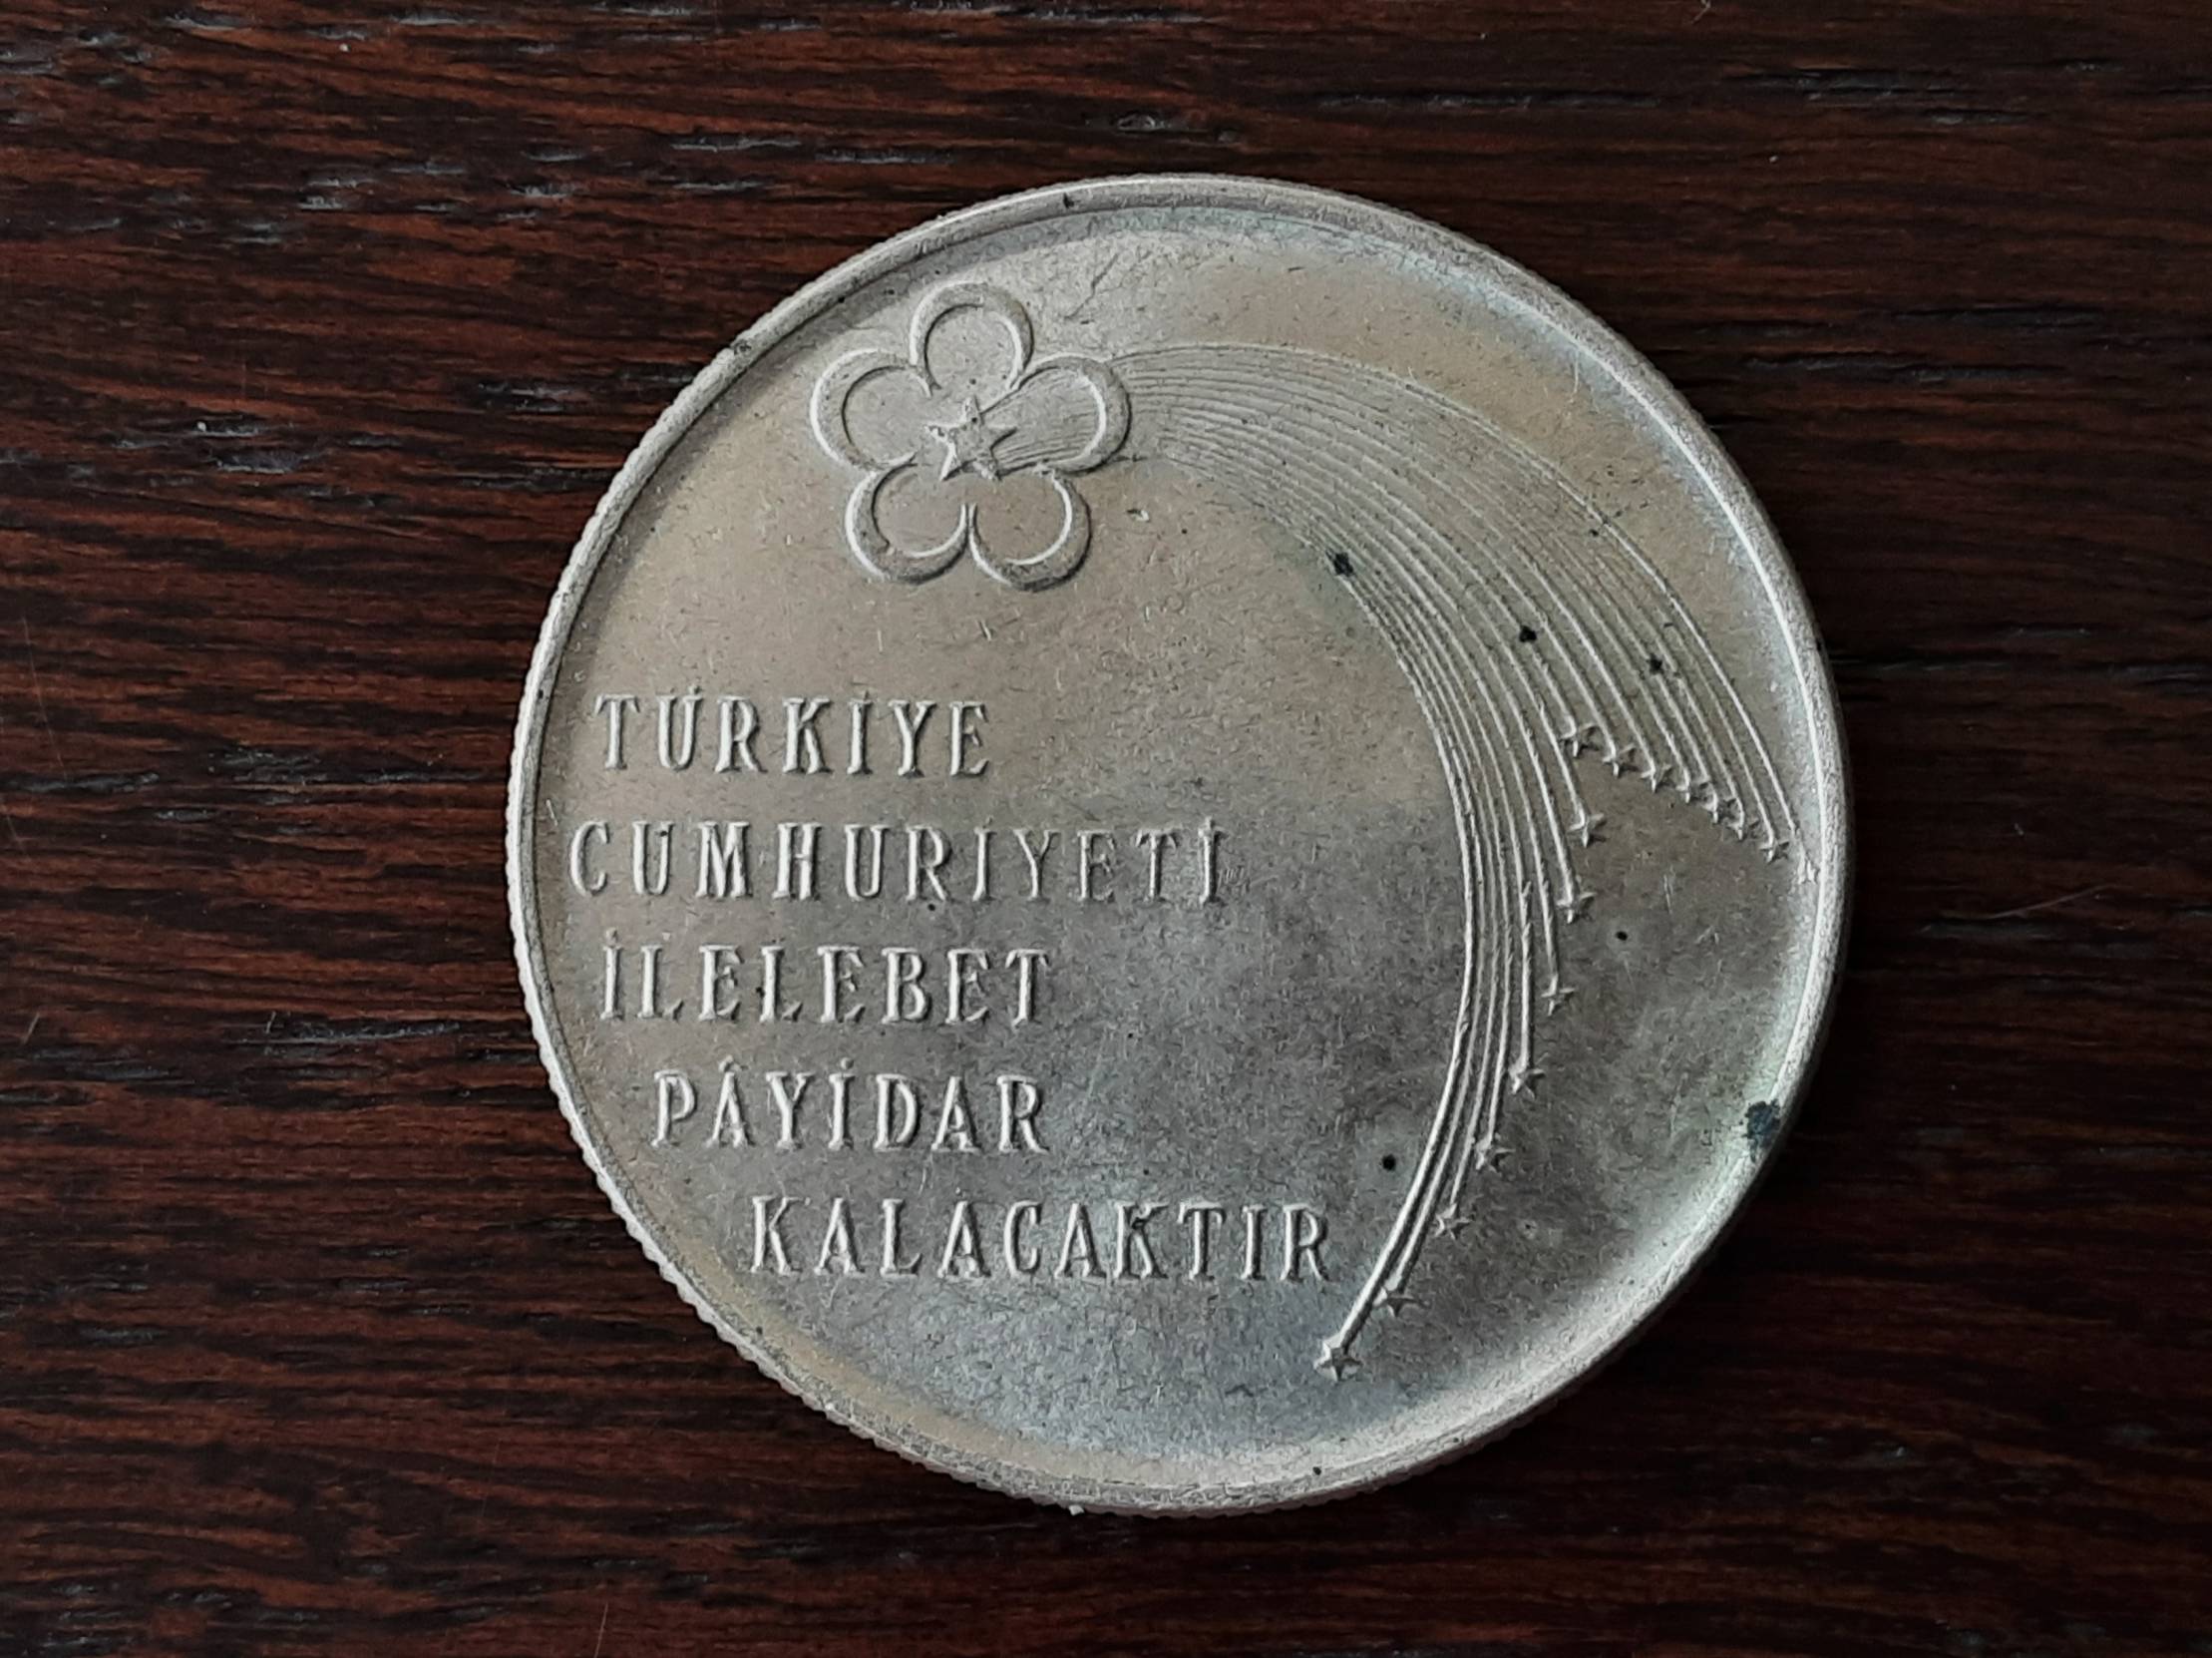 TÜRKİYE
CUMHURİYETİ
İLELEBET
PÂYİDAR
KALACAKTIR